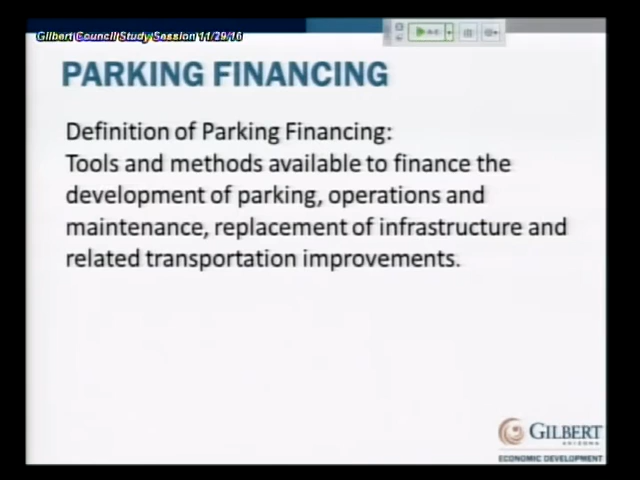 Gilbert Council Study Session 11/29/16
PARKING FINANCING
Definition of Parking Financing:
Tools and methods available to finance the
development of parking, operations and
maintenance, replacement of infrastructure and
related transportation improvements.
GILBERT
ARIZONA
ECONOMIC DEVELOPMENT